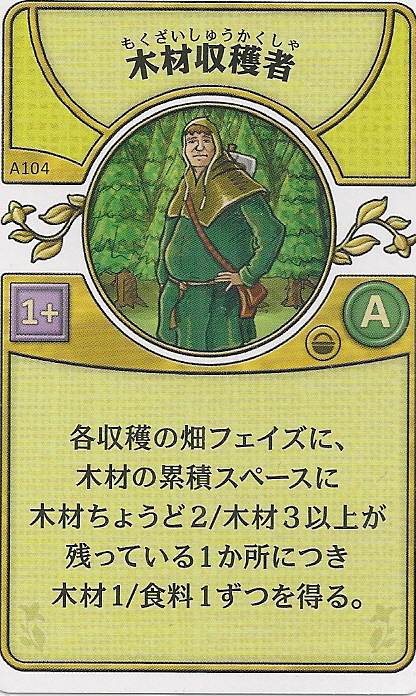 もくざいしゅうかくしゃ
木材収穫者
A104
1+
A
各収穫の畑フェイズに、
木材の累積スペースに
木材ちょうど2/木材3以上が
残っている1か所につき
木材1/食料1ずつを得る。